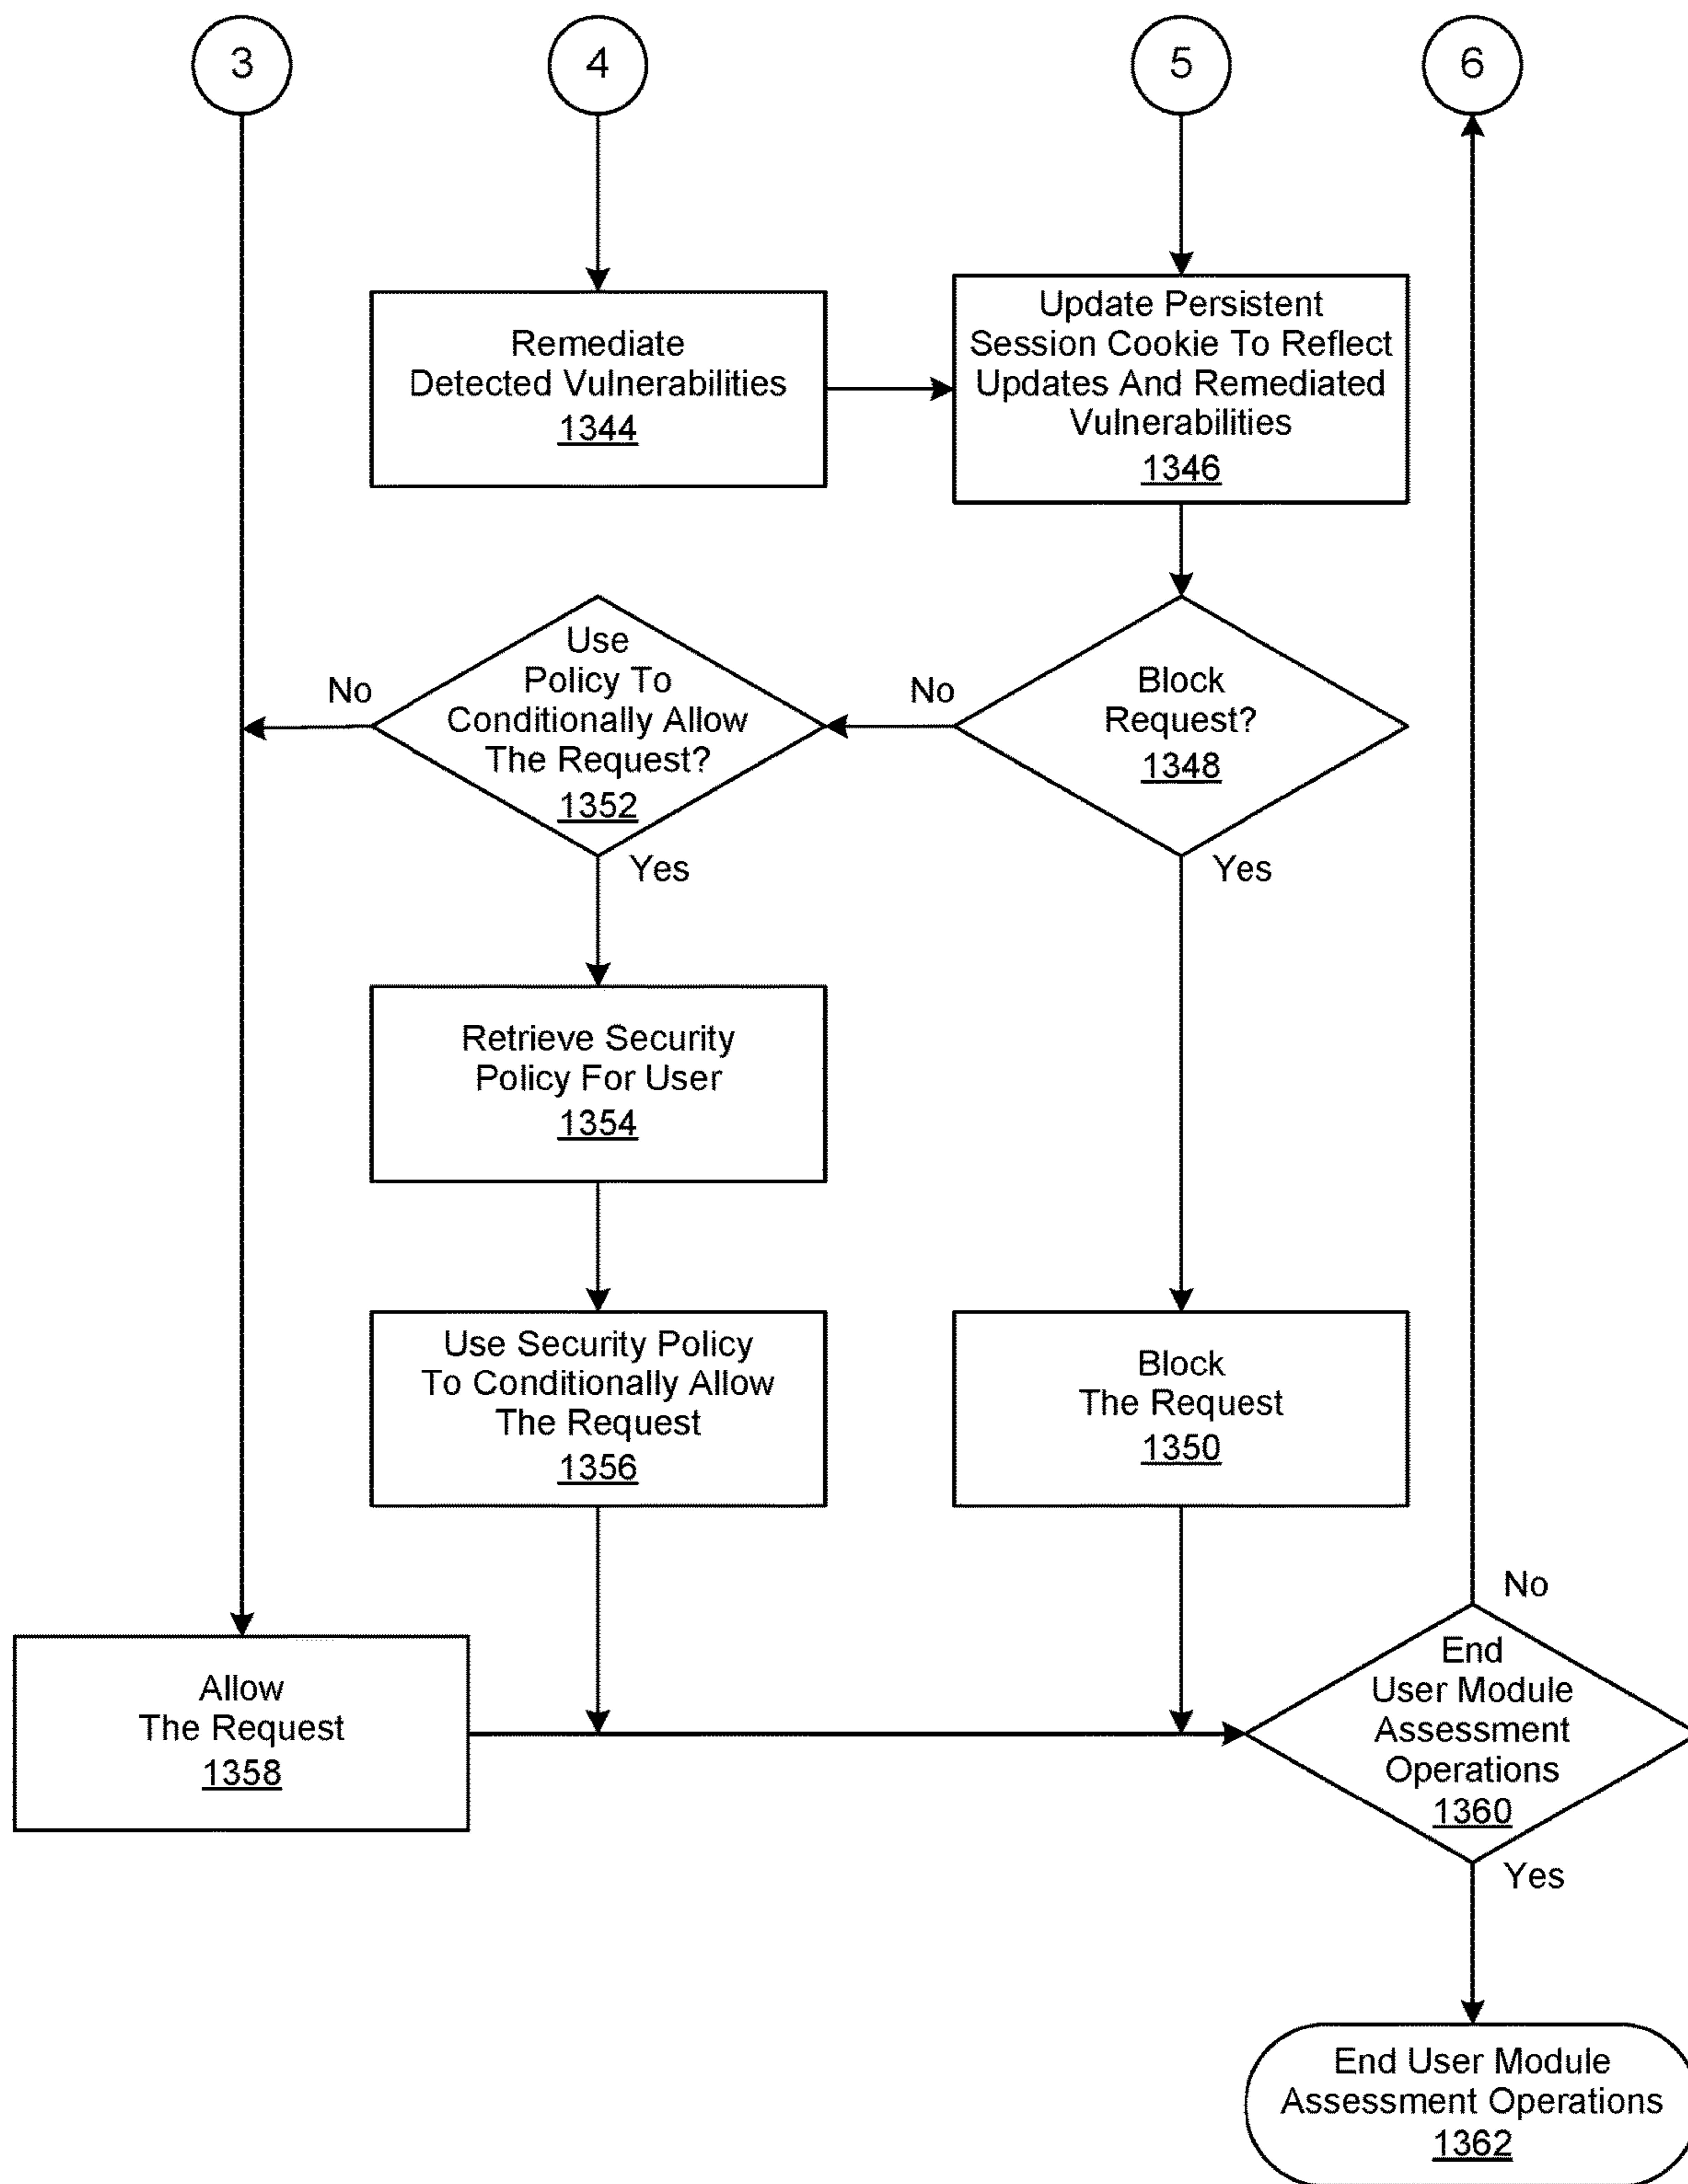 3
4
5
6
Remediate
Detected Vulnerabilities
1344
Update Persistent
Session Cookie To Reflect
Updates And Remediated
Vulnerabilities
1346
No
Use
Policy To
Conditionally Allow
The Request?
1352
Yes
No
Block
Request?
1348
Yes
Retrieve Security
Policy For User
1354
Use Security Policy
To Conditionally Allow
The Request
1356
Block
The Request
1350
Allow
The Request
1358
No
End
User Module
Assessment
Operations
1360
Yes
End User Module
Assessment Operations
1362